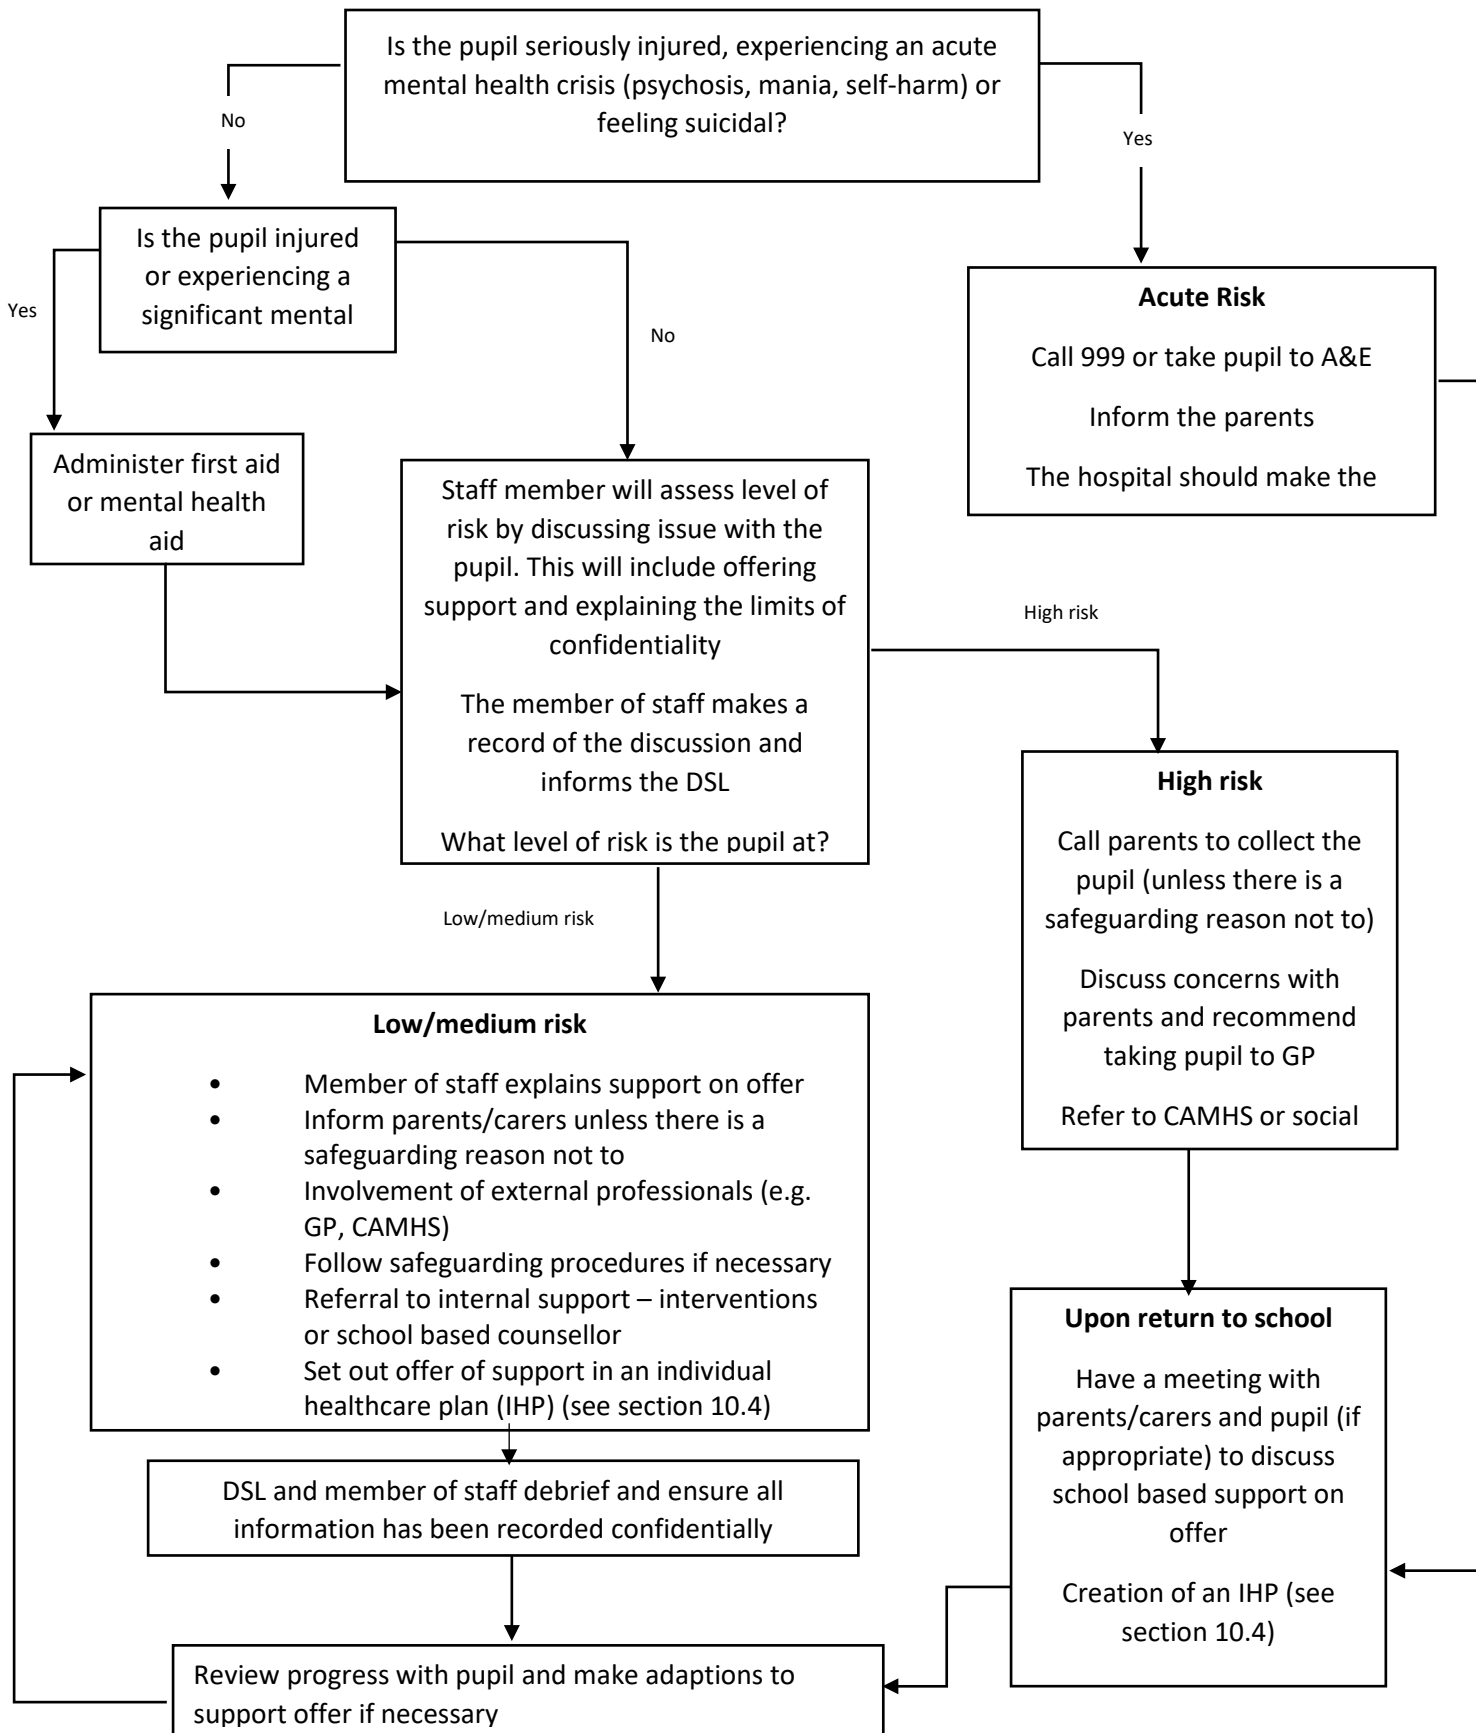 Is the pupil seriously injured, experiencing an acute
mental health crisis (psychosis, mania, self-harm) or
feeling suicidal?
No
Yes
Is the pupil injured
or experiencing a
significant mental
Yes
No
Acute Risk
Call 999 or take pupil to A&E
Inform the parents
The hospital should make the
Administer first aid
or mental health
aid
Staff member will assess level of
risk by discussing issue with the
pupil. This will include offering
support and explaining the limits of
confidentiality
The member of staff makes a
record of the discussion and
informs the DSL
What level of risk is the pupil at?
High risk
Low/medium risk
High risk
Call parents to collect the
pupil (unless there is a
safeguarding reason not to)
Discuss concerns with
parents and recommend
taking pupil to GP
Refer to CAMHS or social
Low/medium risk
• Member of staff explains support on offer
• Inform parents/carers unless there is a
safeguarding reason not to
• Involvement of external professionals (e.g.
GP, CAMHS)
• Follow safeguarding procedures if necessary
• Referral to internal support – interventions
or school based counsellor
• Set out offer of support in an individual
healthcare plan (IHP) (see section 10.4)
Upon return to school
Have a meeting with
parents/carers and pupil (if
appropriate) to discuss
school based support on
offer
Creation of an IHP (see
section 10.4)
DSL and member of staff debrief and ensure all
information has been recorded confidentially
Review progress with pupil and make adaptions to
support offer if necessary